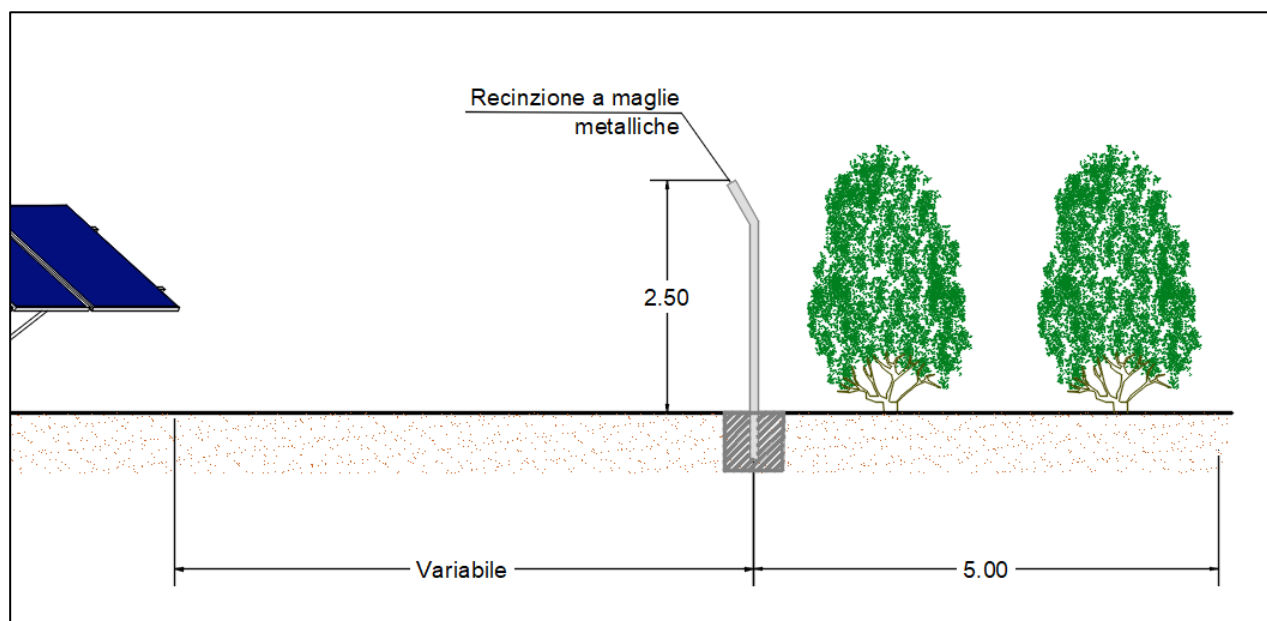 Recinzione a maglie
metalliche
2.50
Variabile
5.00